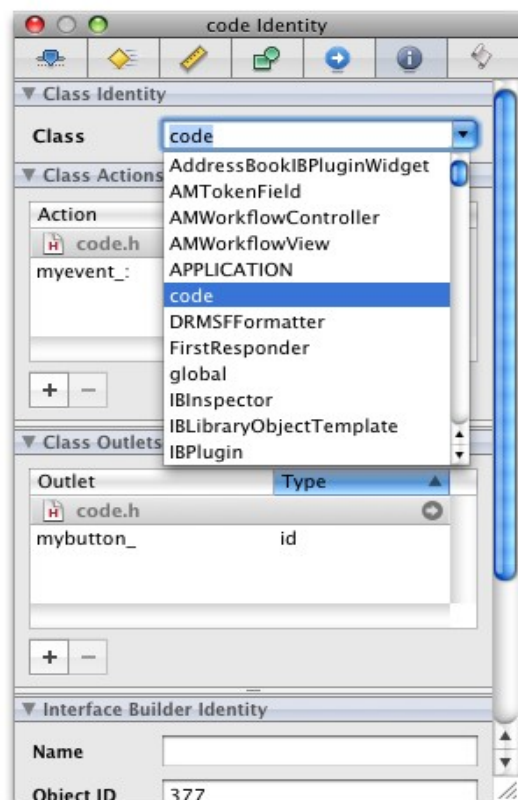 code Identity
Class Identity
Class code
AddressBookIBPluginWidget
Class Actions
AMTokenField
Action
AMWorkflowController
code.h
AMWorkflowView
myevent_:
APPLICATION
code
DRMSFFormatter
FirstResponder
global
+ −
IBInspector
IBLibraryObjectTemplate
Class Outlets
IBPlugin
Outlet Type
code.h
mybutton_ id
+ −
Interface Builder Identity
Name
Object ID 377